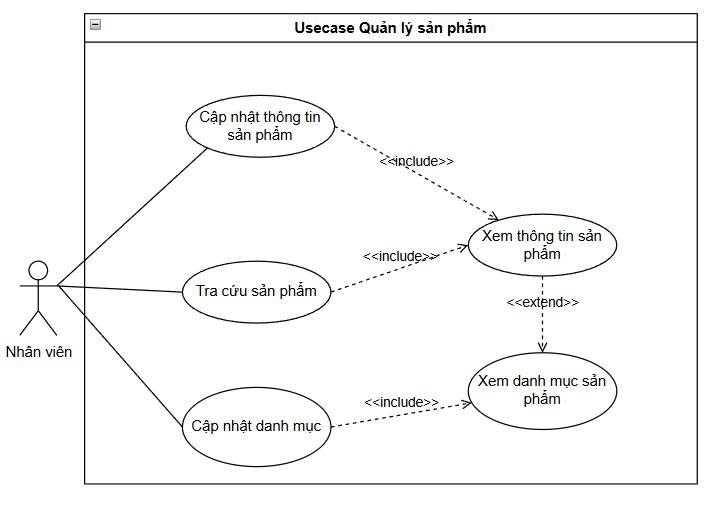 Usecase Quản lý sản phẩm
Cập nhật thông tin
sản phẩm
<<include>>
Xem thông tin sản
phẩm
<<include>>
Tra cứu sản phẩm
<<extend>>
Nhân viên
Xem danh mục sản
phẩm
<<include>>
Cập nhật danh mục